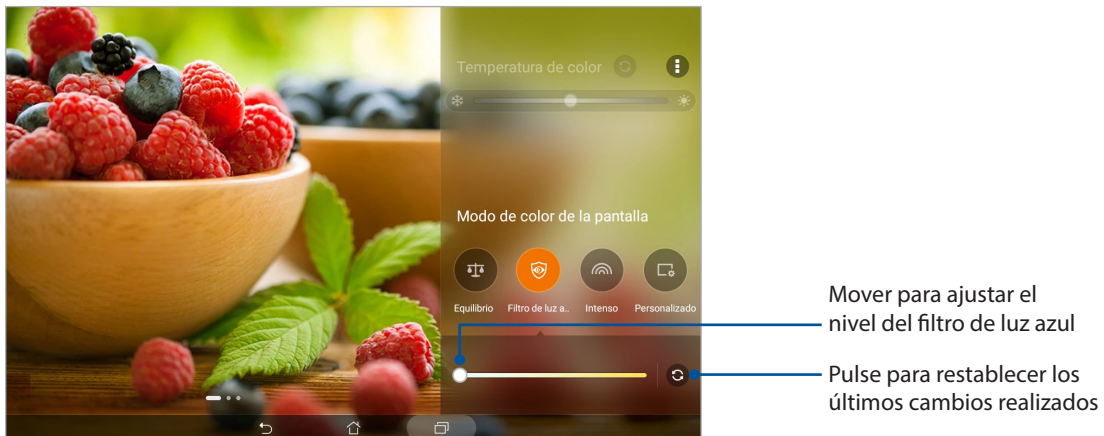 Temperatura de color
Modo de color de la pantalla
Equilibrio
Filtro de luz a..
Intenso
Personalizado
Mover para ajustar el
nivel del filtro de luz azul
Pulse para restablecer los
últimos cambios realizados